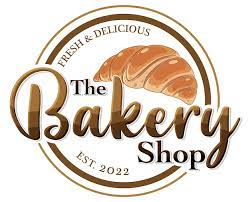 FRESH & DELICIOUS
The
Bakery
Shop
EST. 2022